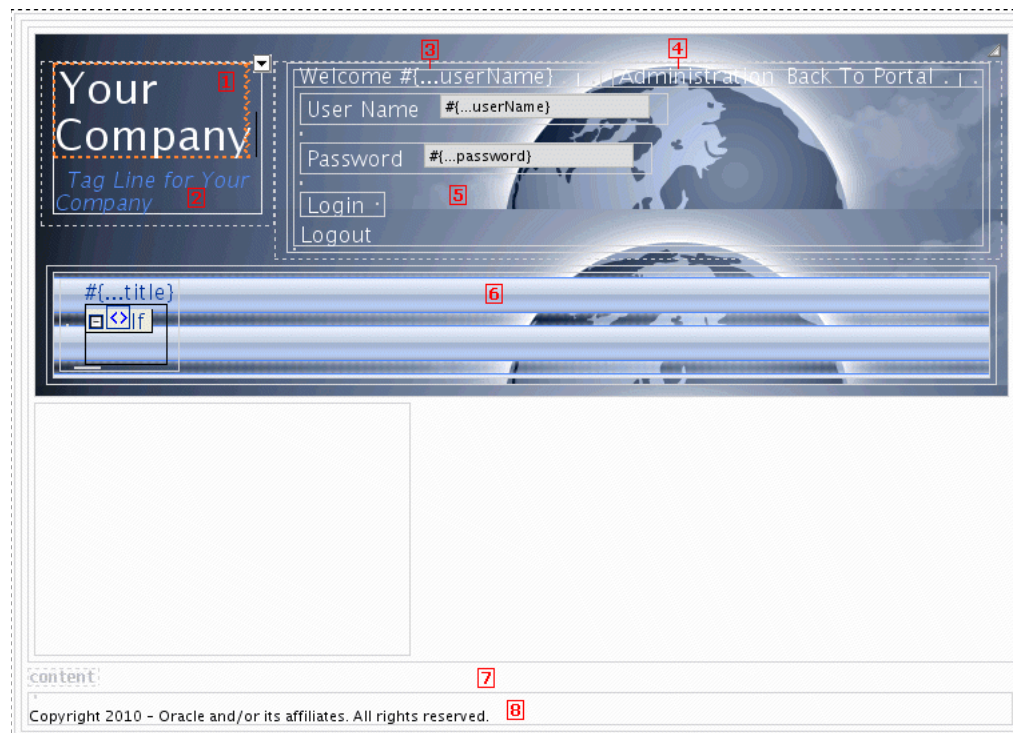 3 4
Welcome #{...userName} . | . | Administration Back To Portal . | .
1
Your
Company
User Name #{...userName}
Password #{...password}
Tag Line for Your
Company
2
5
Login
Logout
#{...title}
6
If
content
7
Copyright 2010 – Oracle and/or its affiliates. All rights reserved.
8